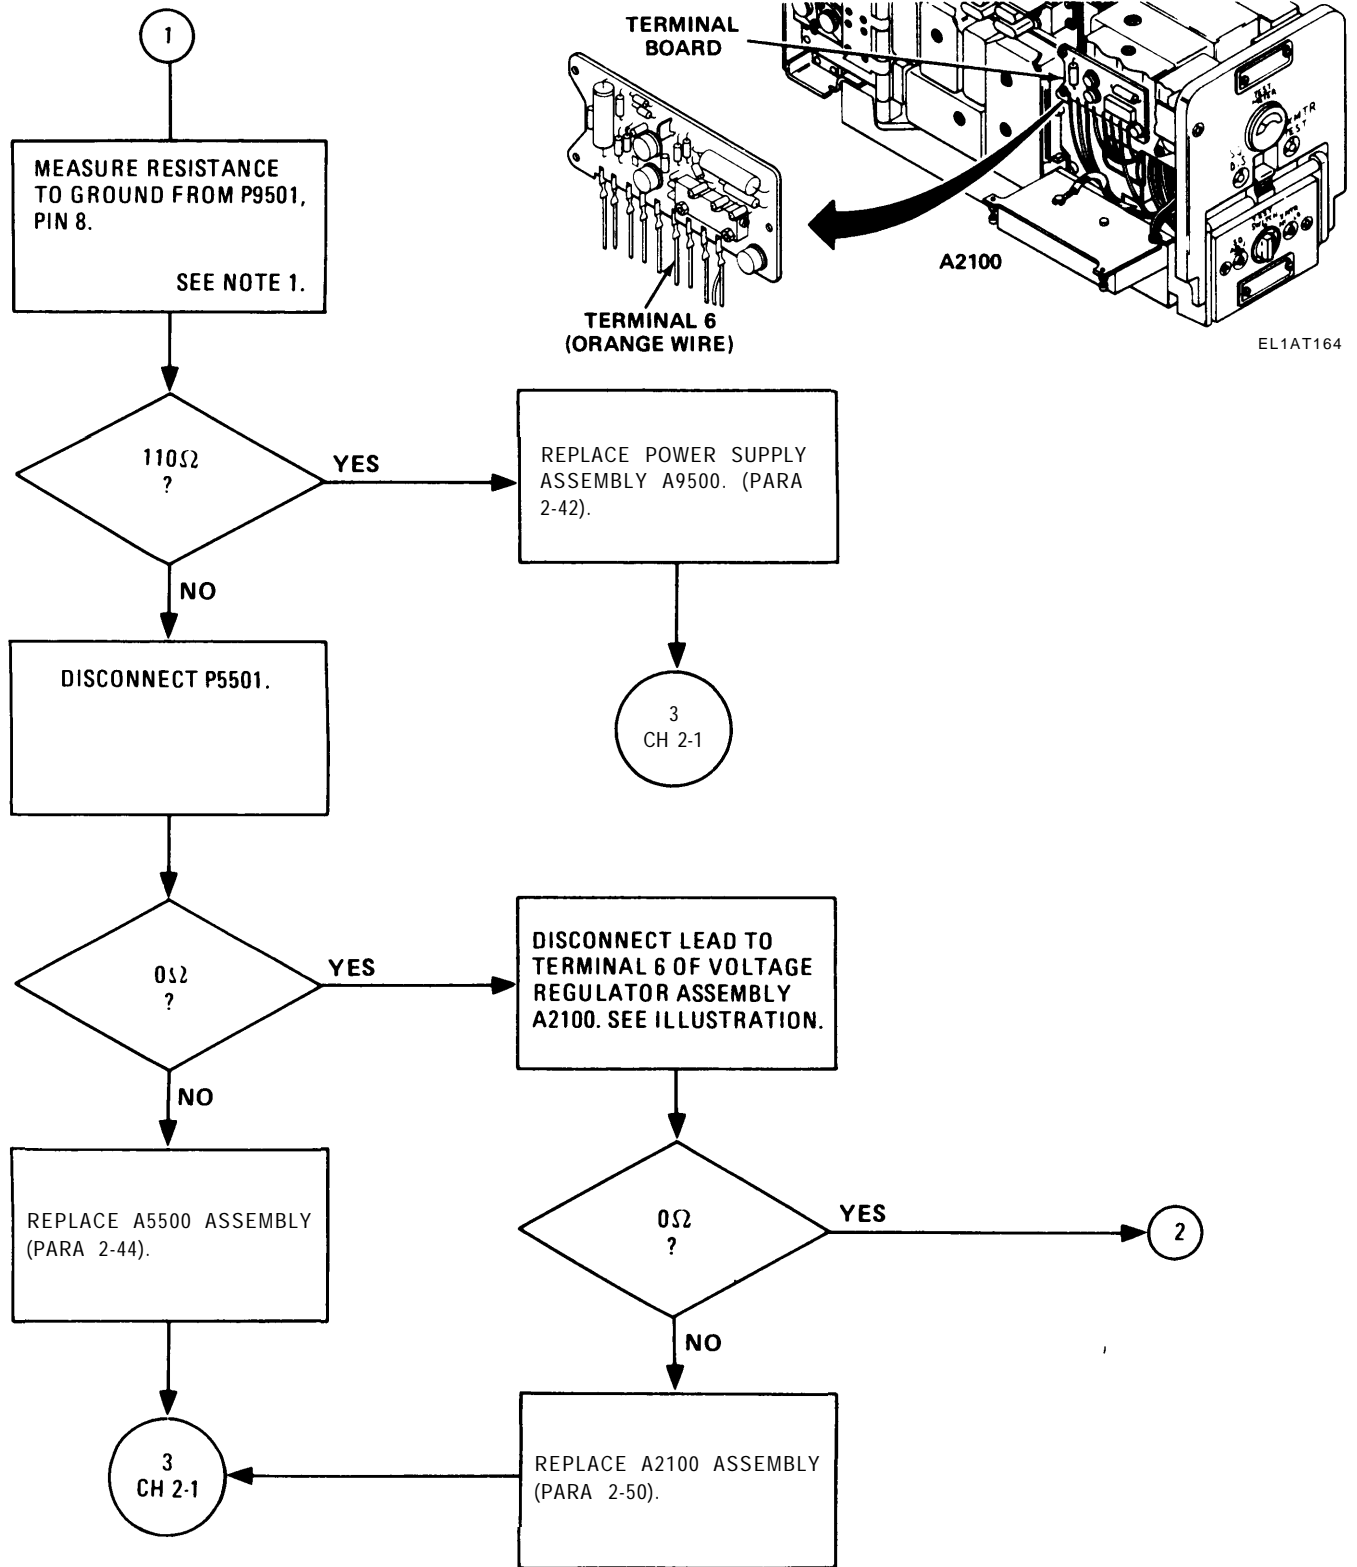 1
TERMINAL
BOARD
MEASURE RESISTANCE
TO GROUND FROM P9501,
PIN 8.
SEE NOTE 1.
A2100
TERMINAL 6
(ORANGE WIRE)
EL1AT164
110Ω
?
YES
REPLACE POWER SUPPLY
ASSEMBLY A9500. (PARA
2-42).
NO
DISCONNECT P5501.
3
CH 2-1
0Ω
?
YES
DISCONNECT LEAD TO
TERMINAL 6 OF VOLTAGE
REGULATOR ASSEMBLY
A2100. SEE ILLUSTRATION.
NO
REPLACE A5500 ASSEMBLY
(PARA 2-44).
0Ω
?
YES
2
NO
3
CH 2-1
REPLACE A2100 ASSEMBLY
(PARA 2-50).